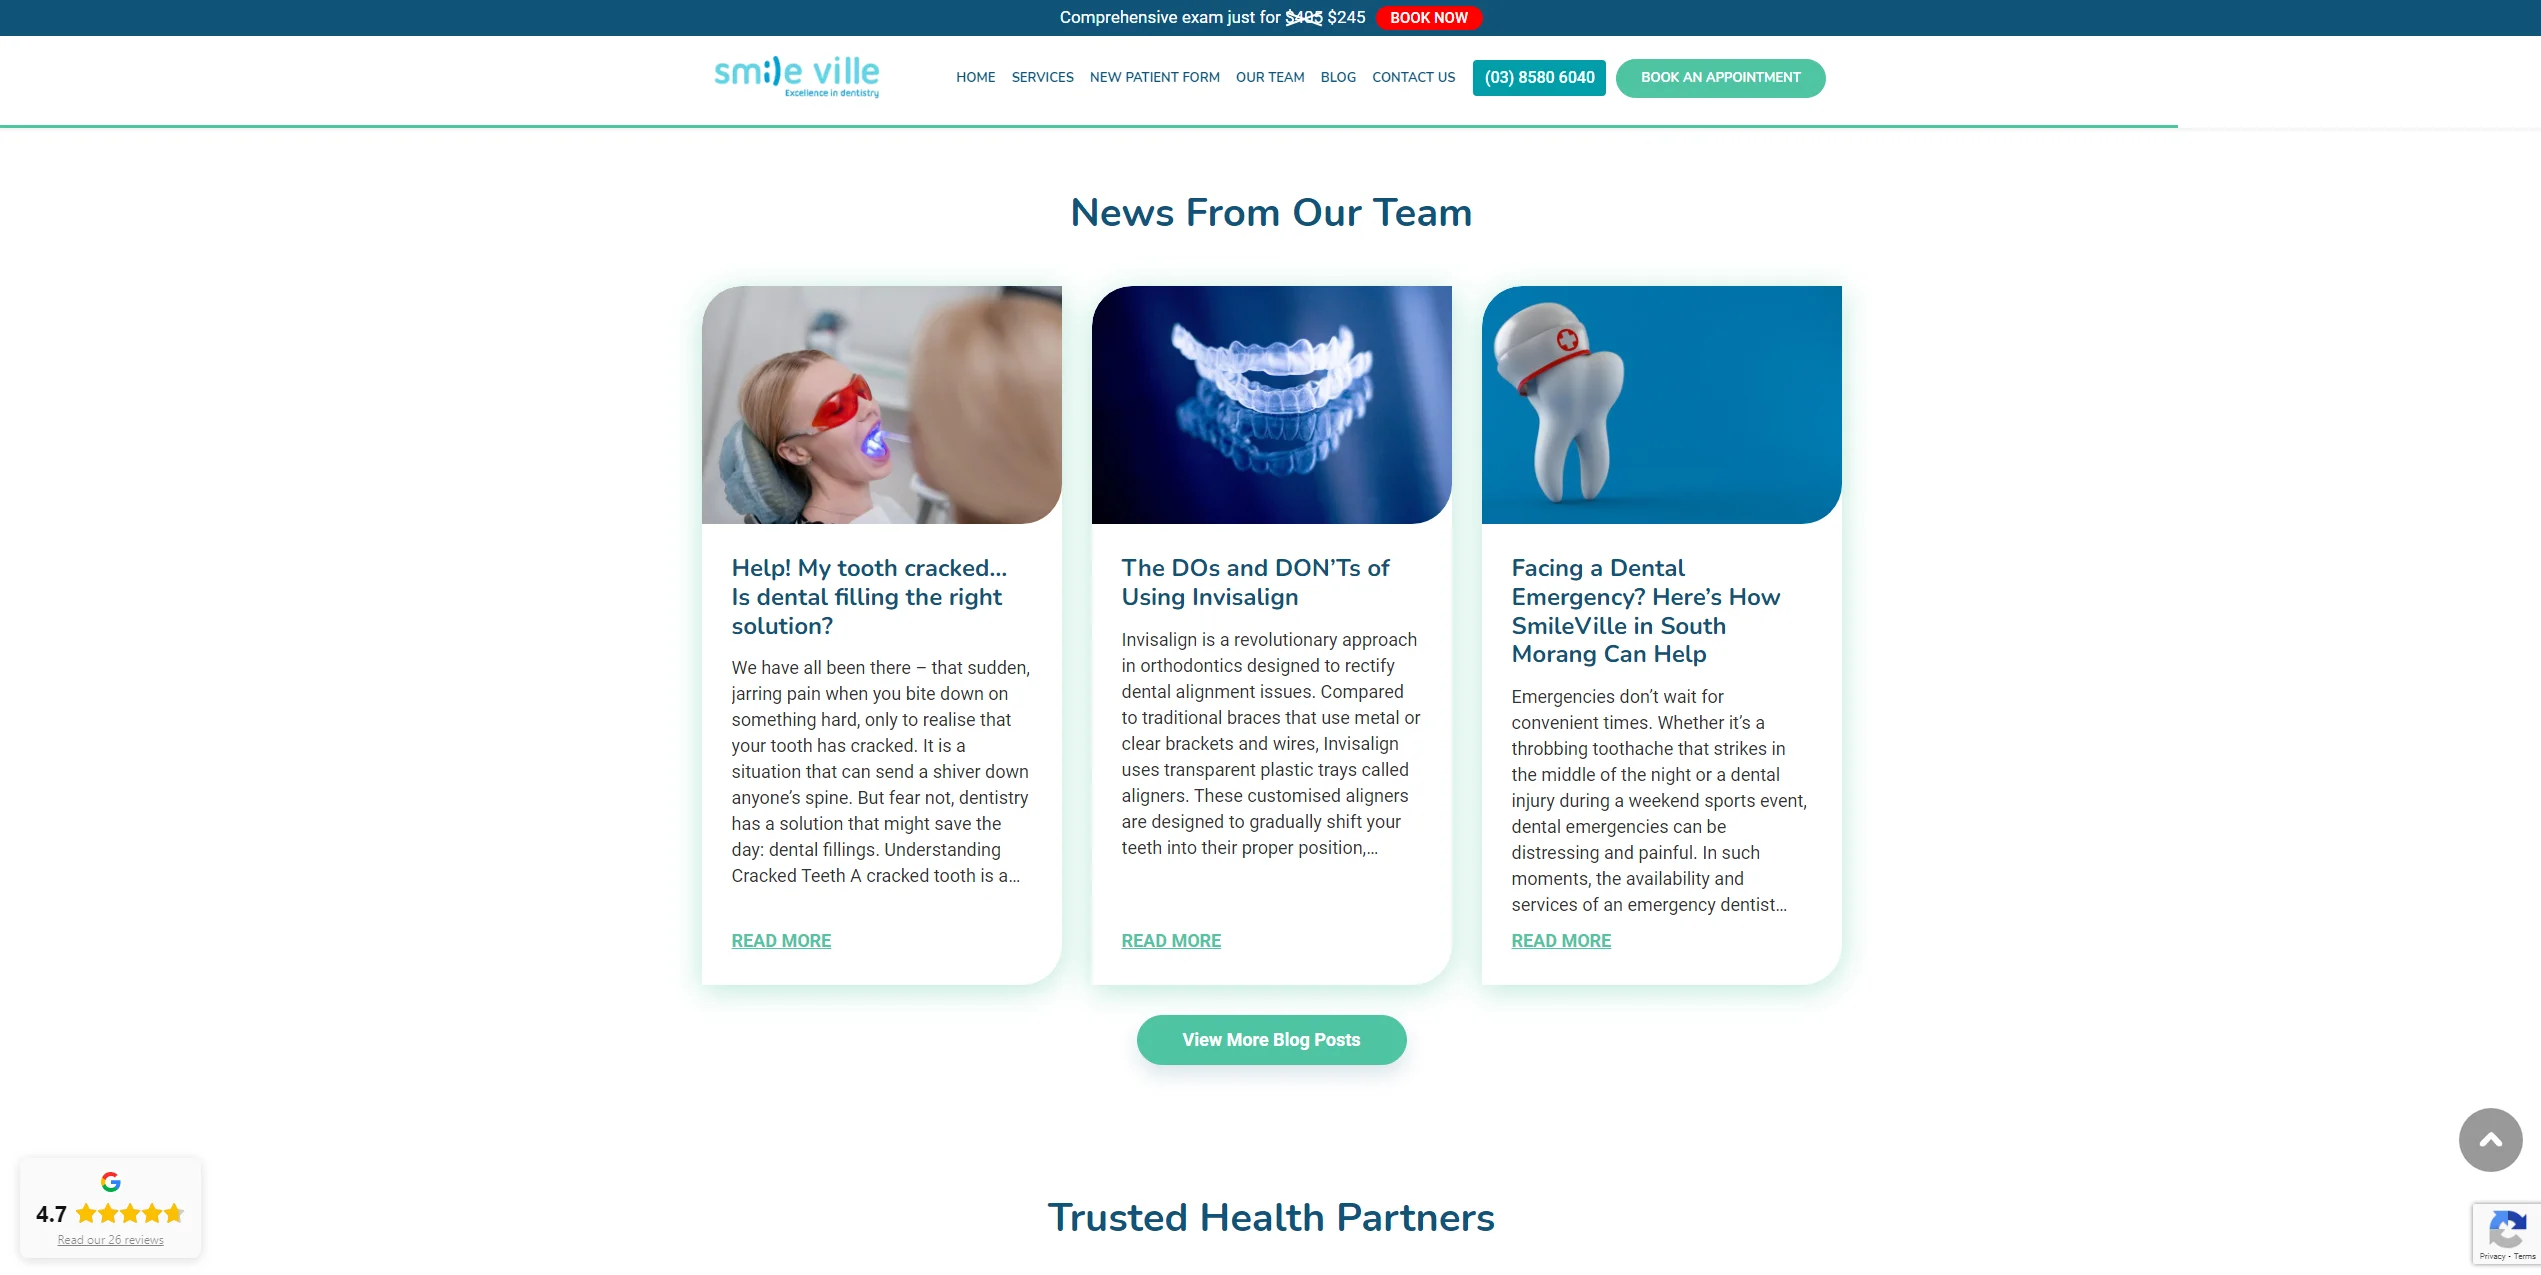 Comprehensive exam just for $495 $245 BOOK NOW
smile ville
Excellence in dentistry
HOME SERVICES NEW PATIENT FORM OUR TEAM BLOG CONTACT US (03) 8580 6040 BOOK AN APPOINTMENT
News From Our Team
Help! My tooth cracked…
Is dental filling the right
solution?
We have all been there – that sudden,
jarring pain when you bite down on
something hard, only to realise that
your tooth has cracked. It is a
situation that can send a shiver down
anyone’s spine. But fear not, dentistry
has a solution that might save the
day: dental fillings. Understanding
Cracked Teeth A cracked tooth is a…
READ MORE
The DOs and DON’Ts of
Using Invisalign
Invisalign is a revolutionary approach
in orthodontics designed to rectify
dental alignment issues. Compared
to traditional braces that use metal or
clear brackets and wires, Invisalign
uses transparent plastic trays called
aligners. These customised aligners
are designed to gradually shift your
teeth into their proper position,…
READ MORE
Facing a Dental
Emergency? Here’s How
SmileVille in South
Morang Can Help
Emergencies don’t wait for
convenient times. Whether it’s a
throbbing toothache that strikes in
the middle of the night or a dental
injury during a weekend sports event,
dental emergencies can be
distressing and painful. In such
moments, the availability and
services of an emergency dentist…
READ MORE
View More Blog Posts
4.7
Read our 26 reviews
Trusted Health Partners
Privacy - Terms